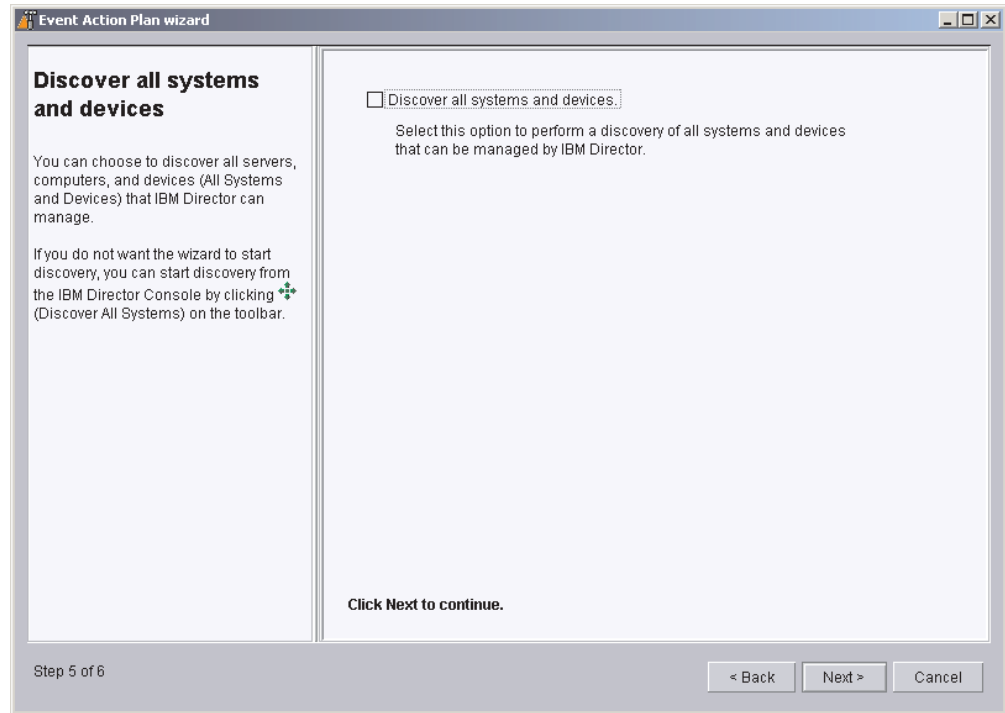 Event Action Plan wizard
Discover all systems
and devices
You can choose to discover all servers,
computers, and devices (All Systems
and Devices) that IBM Director can
manage.
If you do not want the wizard to start
discovery, you can start discovery from
the IBM Director Console by clicking
(Discover All Systems) on the toolbar.
Discover all systems and devices.
Select this option to perform a discovery of all systems and devices
that can be managed by IBM Director.
Click Next to continue.
Step 5 of 6
< Back
Next >
Cancel